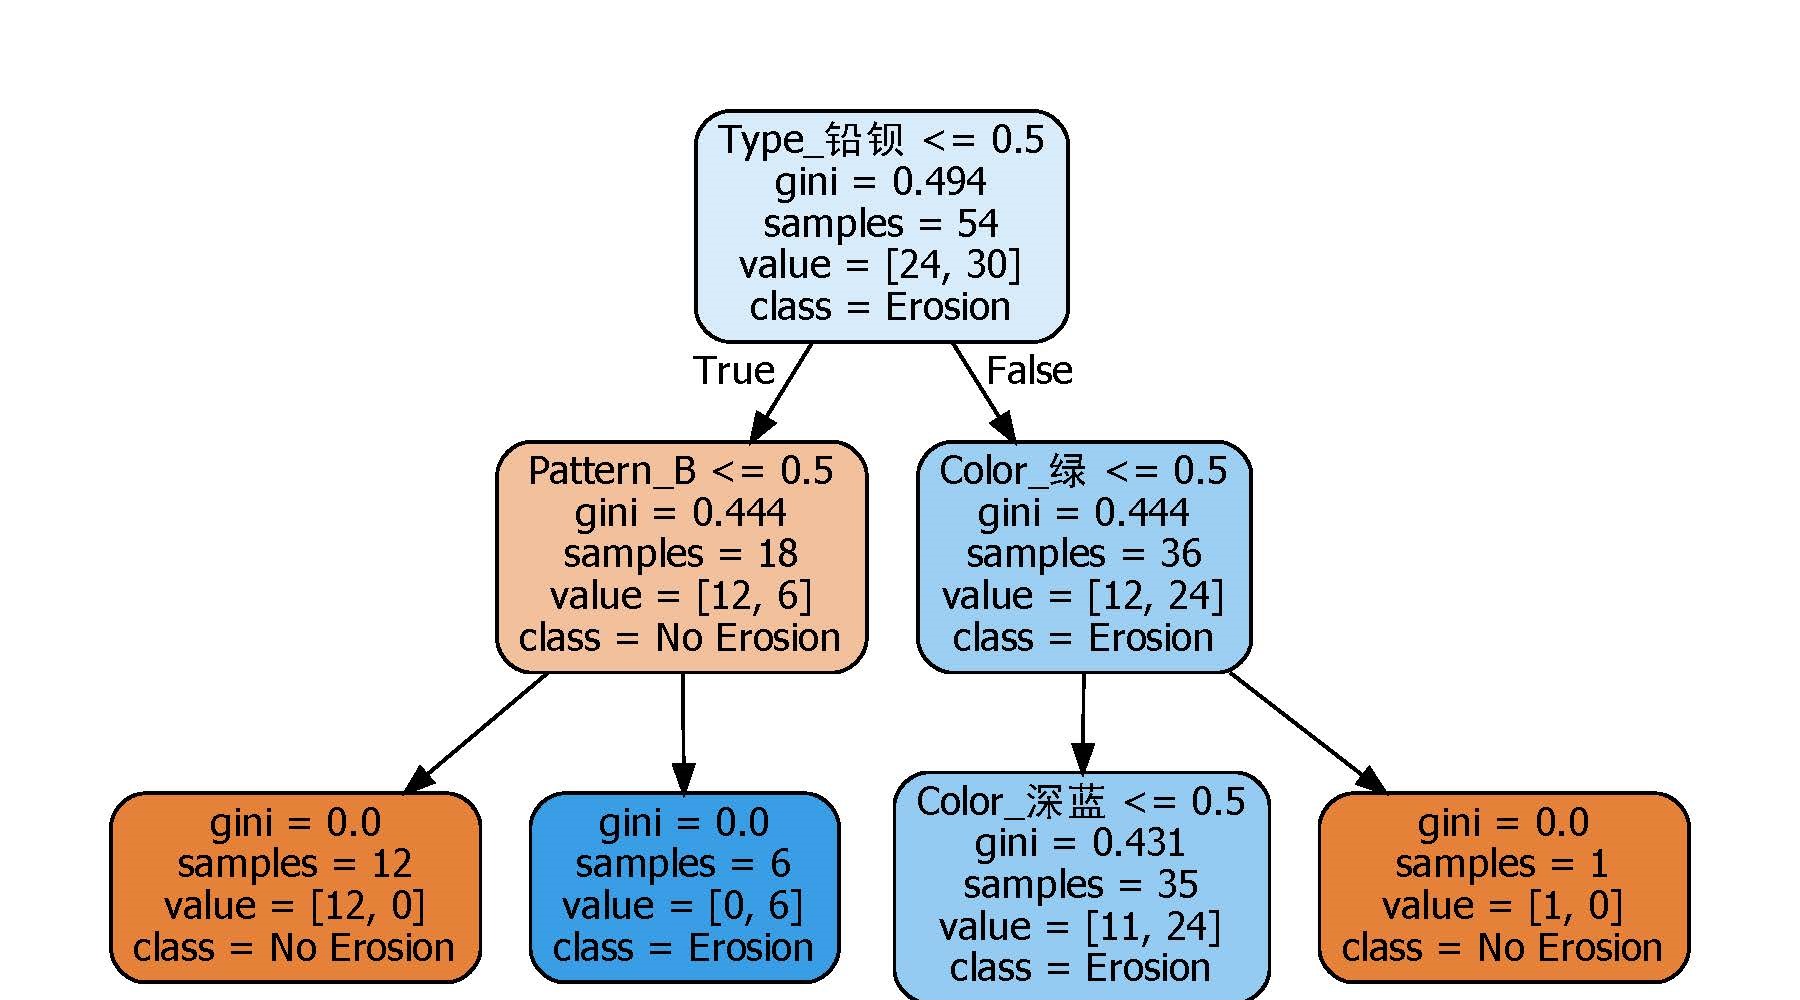 Type_铅钡 <= 0.5
gini = 0.494
samples = 54
value = [24, 30]
class = Erosion
True
False
Pattern_B <= 0.5
gini = 0.444
samples = 18
value = [12, 6]
class = No Erosion
Color_绿 <= 0.5
gini = 0.444
samples = 36
value = [12, 24]
class = Erosion
gini = 0.0
samples = 12
value = [12, 0]
class = No Erosion
gini = 0.0
samples = 6
value = [0, 6]
class = Erosion
Color_深蓝 <= 0.5
gini = 0.431
samples = 35
value = [11, 24]
class = Erosion
gini = 0.0
samples = 1
value = [1, 0]
class = No Erosion